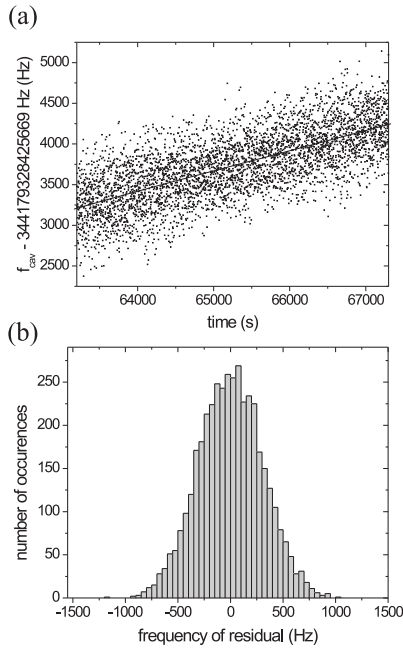 (a)
5000
4500
4000
3500
3000
2500
f_cav - 344179328425669 Hz (Hz)
64000 65000 66000 67000
time (s)
(b)
250
200
150
100
50
0
number of occurences
-1500 -1000 -500 0 500 1000 1500
frequency of residual (Hz)